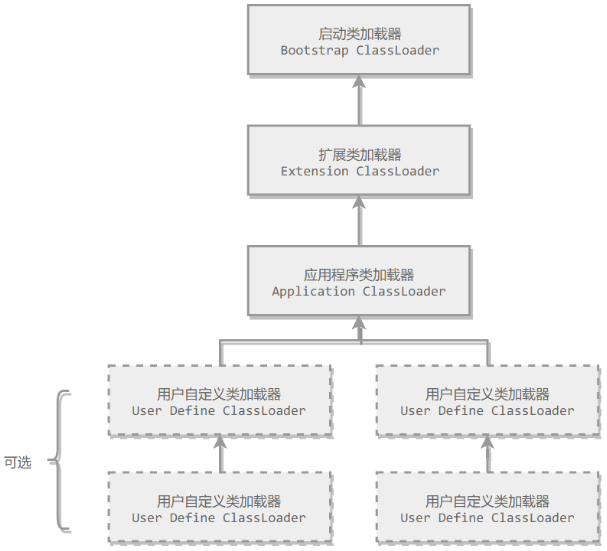 启动类加载器
Bootstrap ClassLoader
扩展类加载器
Extension ClassLoader
应用程序类加载器
Application ClassLoader
用户自定义类加载器
User Define ClassLoader
用户自定义类加载器
User Define ClassLoader
可选
用户自定义类加载器
User Define ClassLoader
用户自定义类加载器
User Define ClassLoader